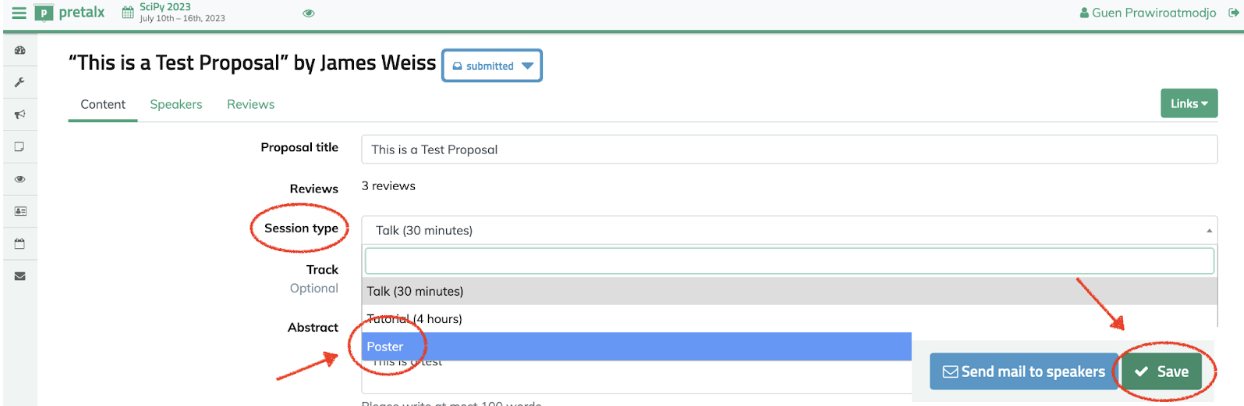 pretalx SciPy 2023
July 10th – 16th, 2023
Guen Prawiroatmodjo
“This is a Test Proposal” by James Weiss submitted
Content Speakers Reviews Links
Proposal title This is a Test Proposal
Reviews 3 reviews
Session type Talk (30 minutes)
Track
Optional
Talk (30 minutes)
Tutorial (4 hours)
Abstract
Poster
This is a test
Send mail to speakers Save
Please write at most 100 words